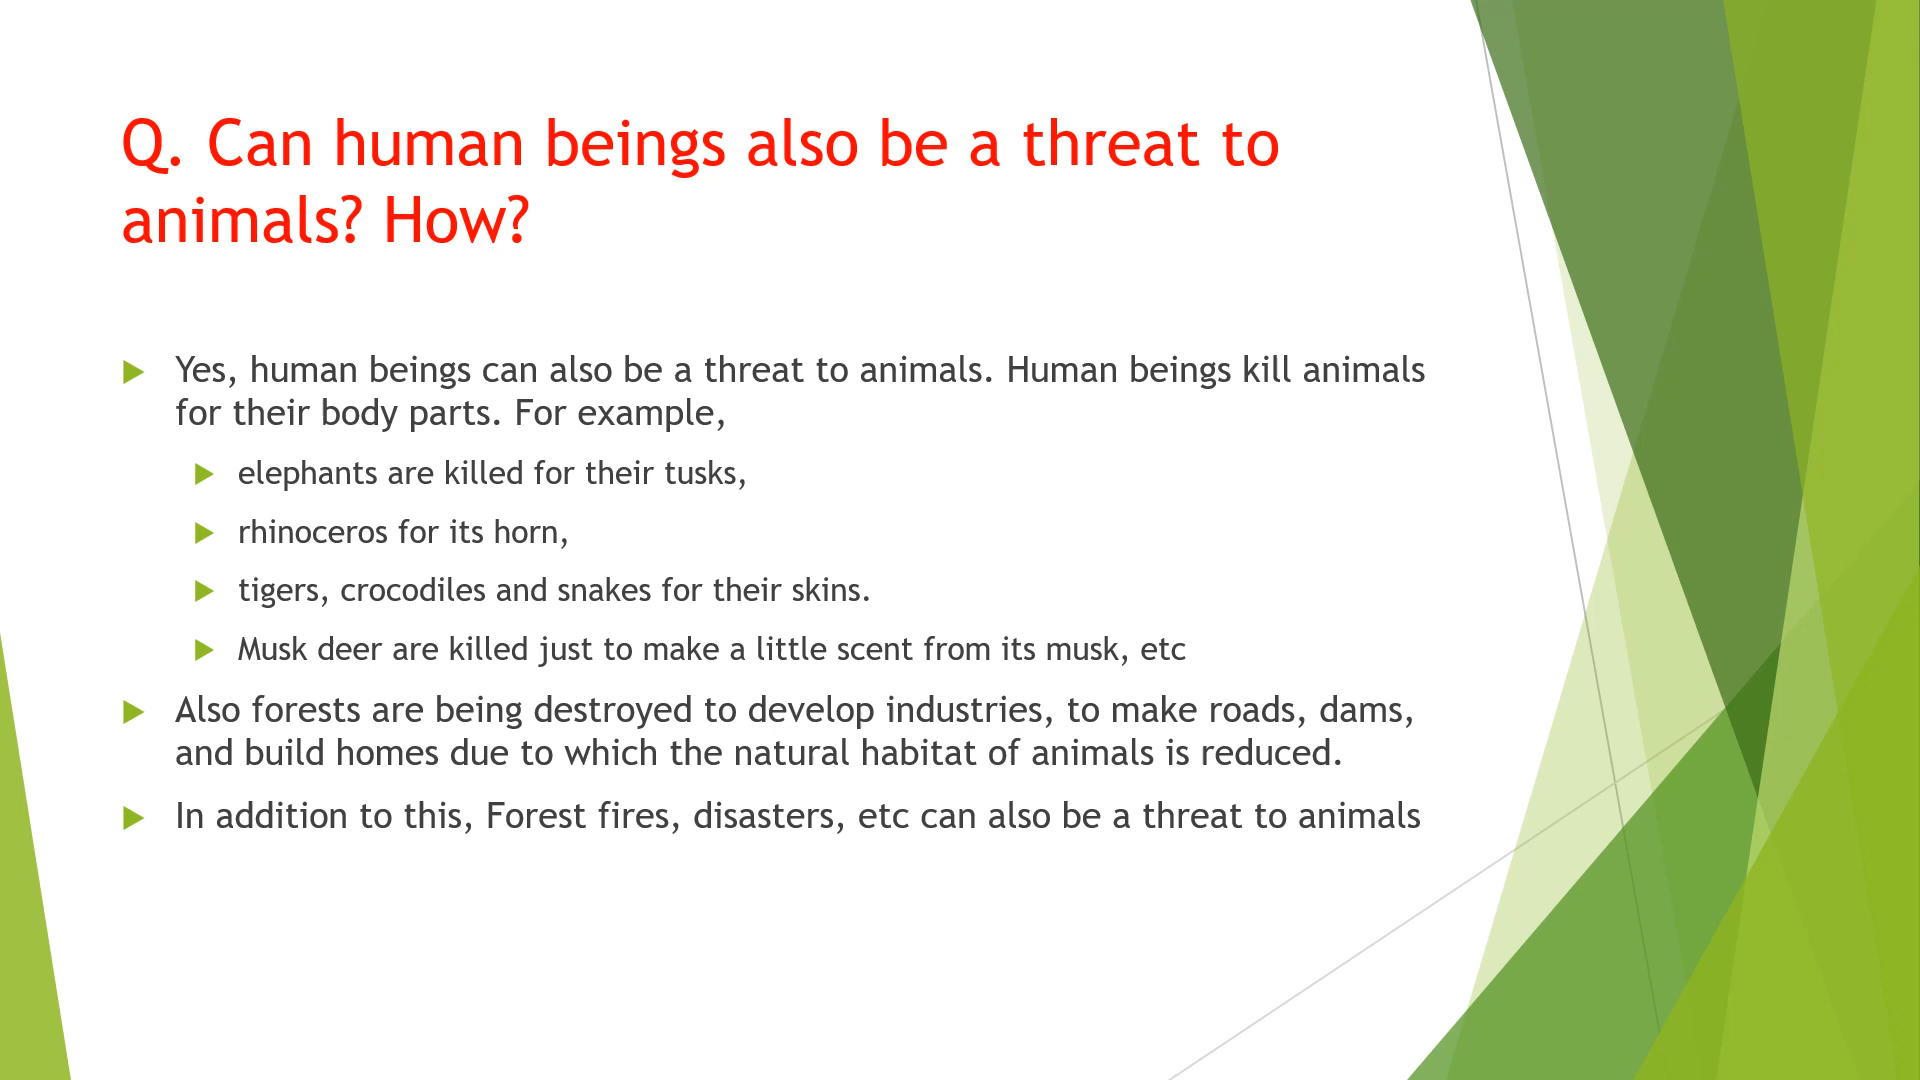 Q. Can human beings also be a threat to
animals? How?
Yes, human beings can also be a threat to animals. Human beings kill animals
for their body parts. For example,
elephants are killed for their tusks,
rhinoceros for its horn,
tigers, crocodiles and snakes for their skins.
Musk deer are killed just to make a little scent from its musk, etc
Also forests are being destroyed to develop industries, to make roads, dams,
and build homes due to which the natural habitat of animals is reduced.
In addition to this, Forest fires, disasters, etc can also be a threat to animals